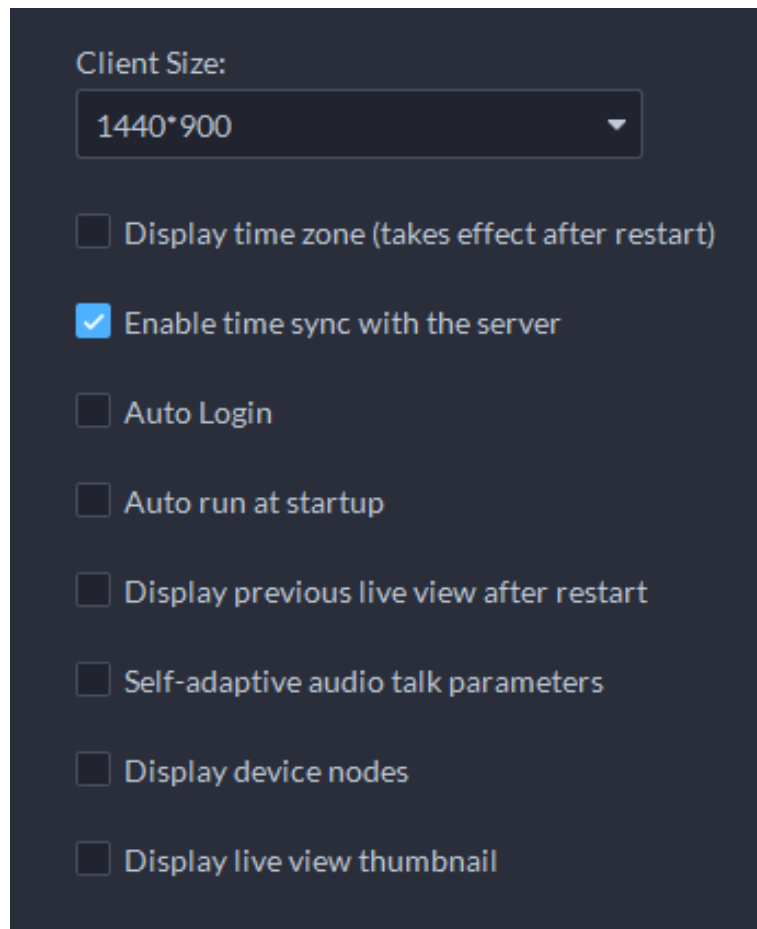 Client Size:
1440*900
Display time zone (takes effect after restart)
Enable time sync with the server
Auto Login
Auto run at startup
Display previous live view after restart
Self-adaptive audio talk parameters
Display device nodes
Display live view thumbnail